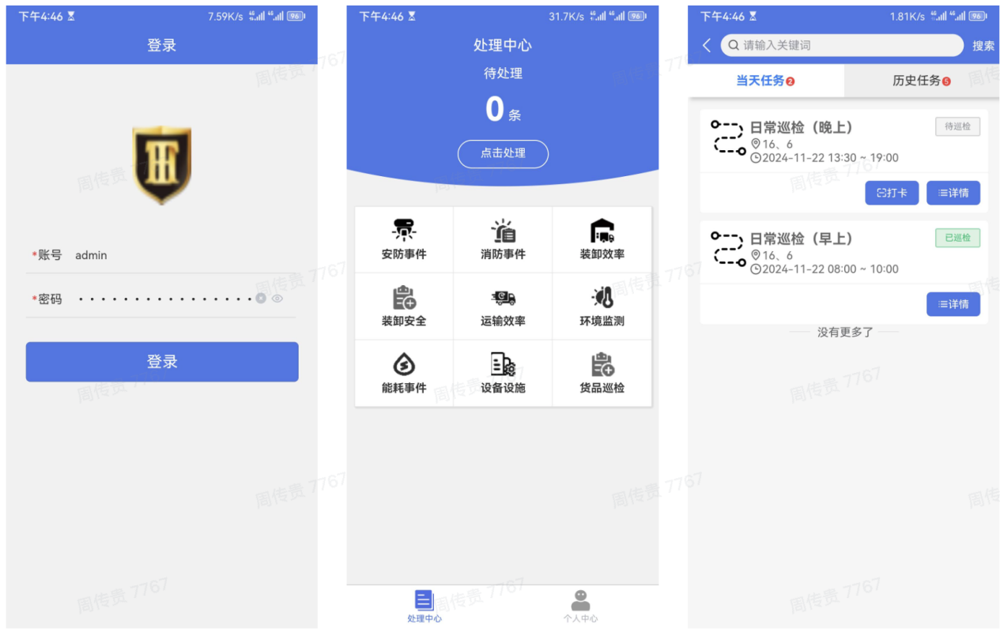 下午4:46
7.59K/s
96
登录
*账号 admin
*密码 ················
登录
下午4:46
31.7K/s
96
处理中心
待处理
0 条
点击处理
安防事件
消防事件
装卸效率
装卸安全
运输效率
环境监测
能耗事件
设备设施
货品巡检
处理中心
个人中心
下午4:46
1.81K/s
96
请输入关键词
搜索
当天任务2
历史任务5
日常巡检（晚上）
待巡检
16、6
2024-11-22 13:30 ~ 19:00
打卡
详情
日常巡检（早上）
已巡检
16、6
2024-11-22 08:00 ~ 10:00
详情
没有更多了
周传贵 7767